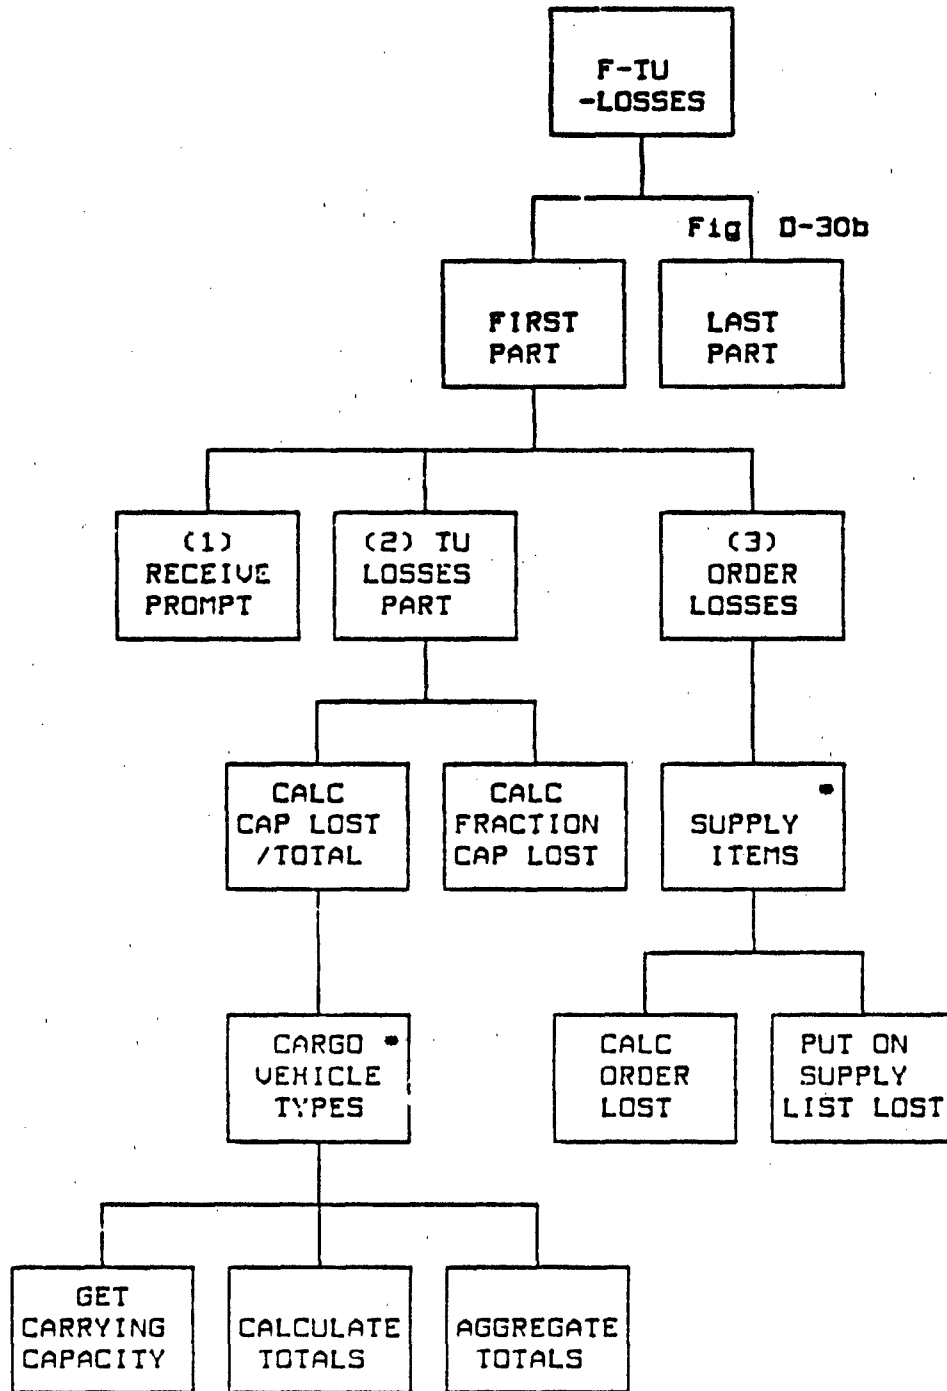 F-TU
-LOSSES
Fig D-30b
FIRST
PART
LAST
PART
(1)
RECEIVE
PROMPT
(2) TU
LOSSES
PART
(3)
ORDER
LOSSES
CALC
CAP LOST
/TOTAL
CALC
FRACTION
CAP LOST
*
SUPPLY
ITEMS
CARGO *
VEHICLE
TYPES
CALC
ORDER
LOST
PUT ON
SUPPLY
LIST LOST
GET
CARRYING
CAPACITY
CALCULATE
TOTALS
AGGREGATE
TOTALS